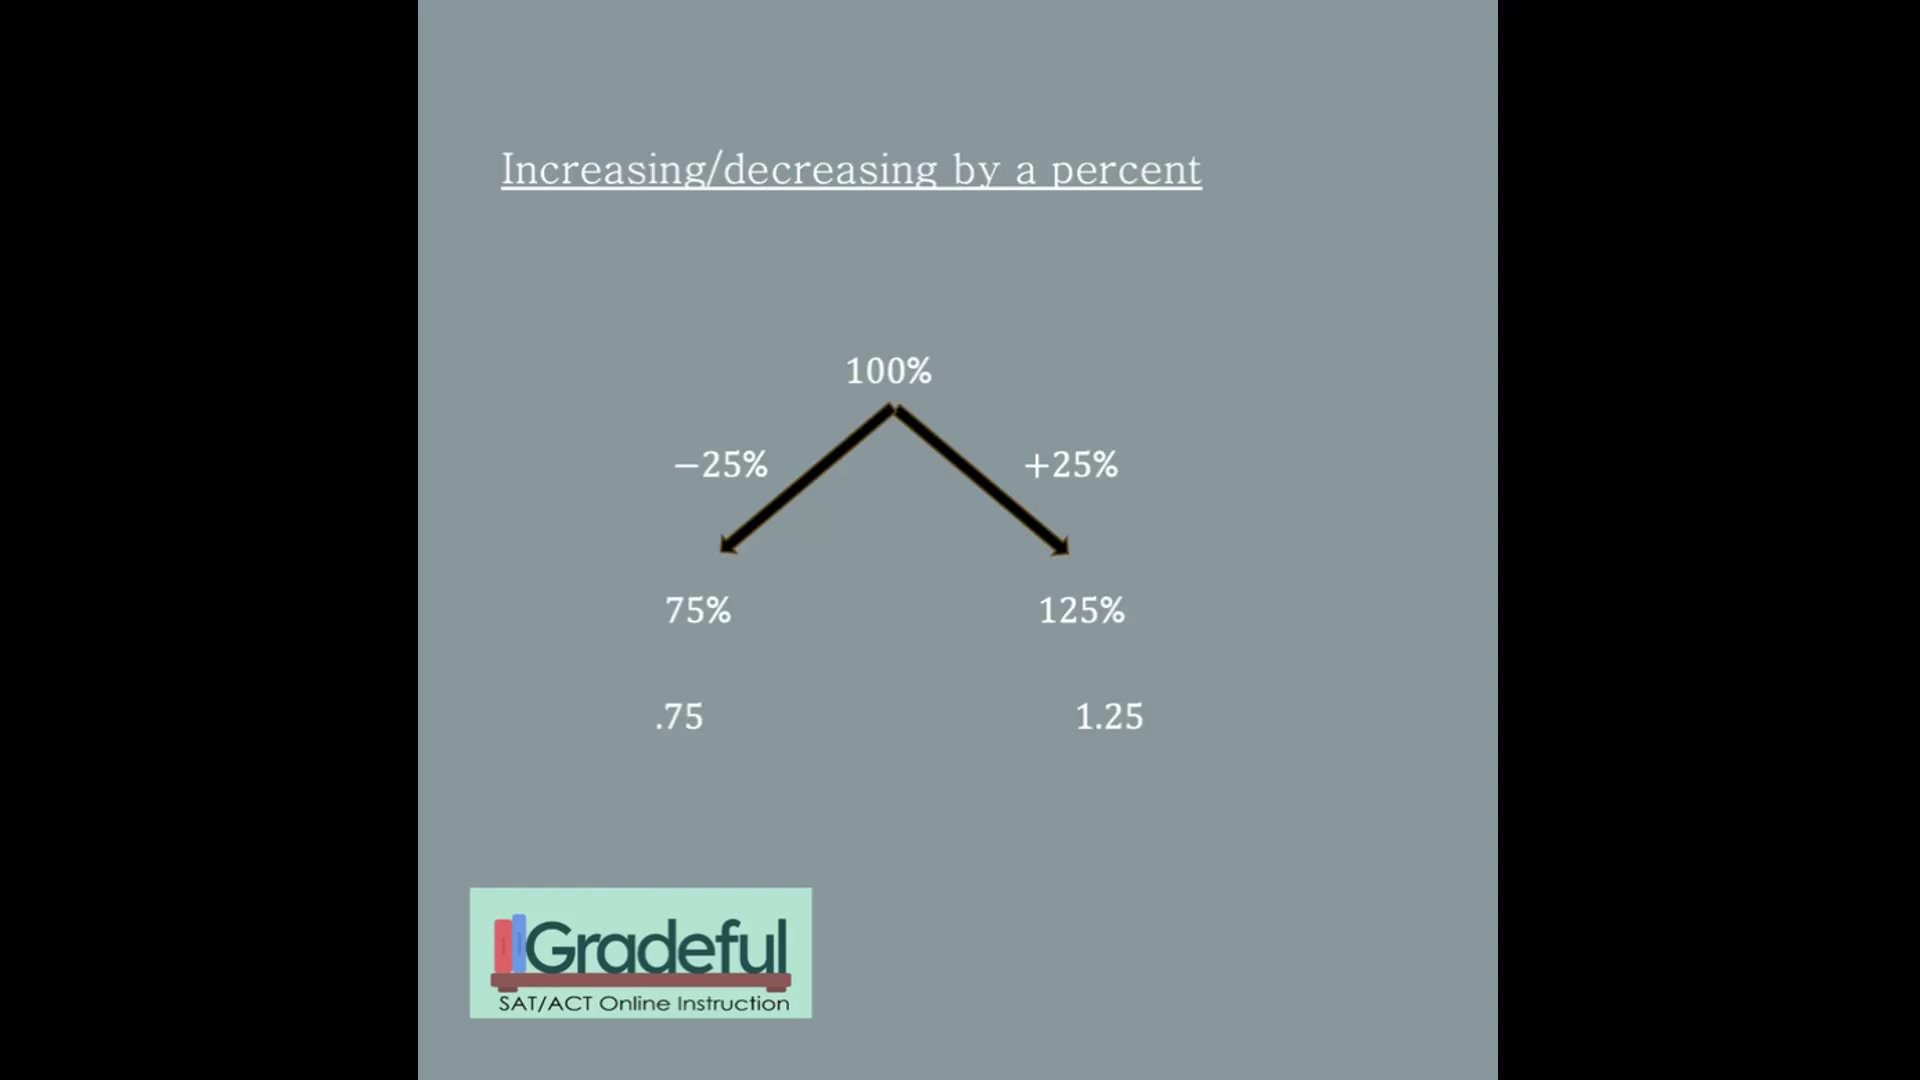 Increasing/decreasing by a percent
100%
−25% +25%
75% 125%
.75 1.25
Gradeful
SAT/ACT Online Instruction